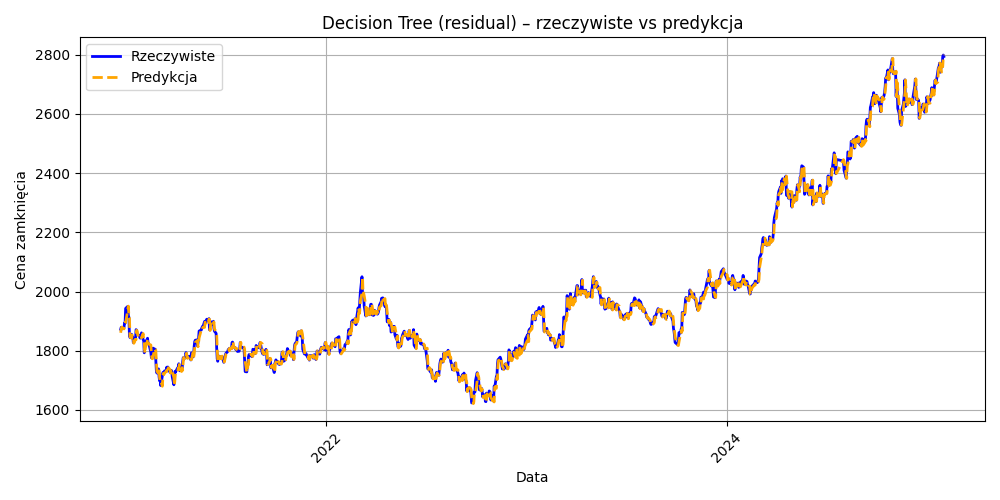 Decision Tree (residual) – rzeczywiste vs predykcja
Rzeczywiste
Predykcja
Cena zamknięcia
2800
2600
2400
2200
2000
1800
1600
2022
2024
Data